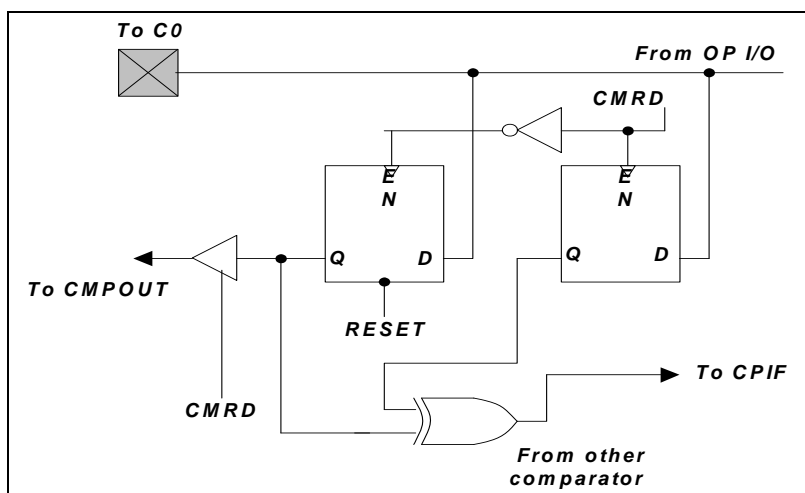 To C0
From OP I/O
CMRD
E
N
E
N
Q
D
Q
D
To CMPOUT
RESET
To CPIF
CMRD
From other
comparator